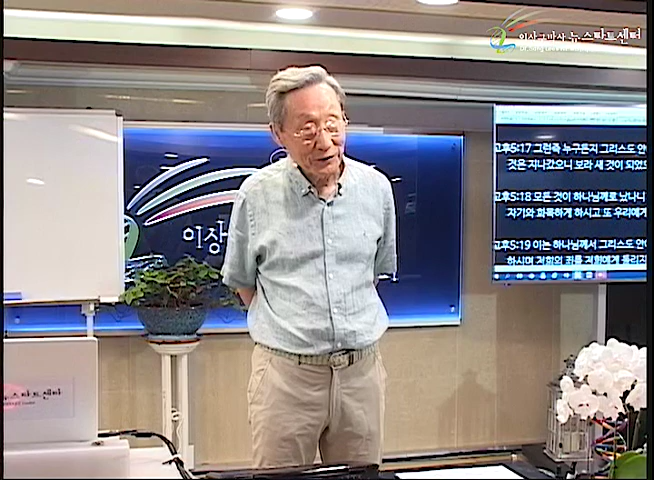 이상구박사 뉴스타트센터
고후5:17 그런즉 누구든지 그리스도 안에
것은 지나갔으니 보라 새 것이 되었
고후5:18 모든 것이 하나님께로 났나니
자기와 화목하게 하시고 또 우리에게
고후5:19 이는 하나님께서 그리스도 안에
하시며 저희의 죄를 저희에게 돌리지
이상
뉴스타트센터